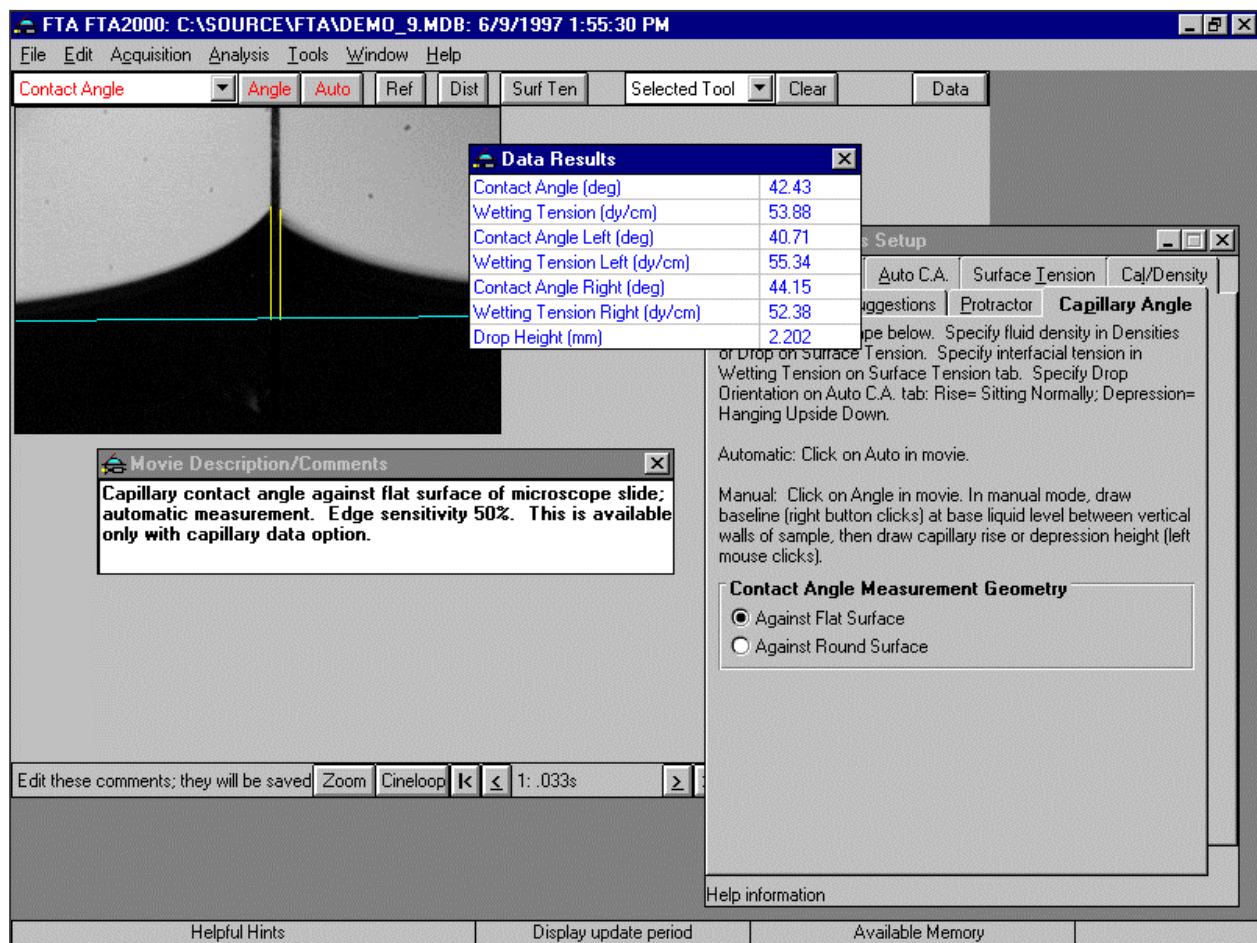 FTA FTA2000: C:\SOURCE\FTA\DEMO_9.MDB: 6/9/1997 1:55:30 PM
File Edit Acquisition Analysis Tools Window Help
Contact Angle Angle Auto Ref Dist Surf Ten Selected Tool Clear Data
Data Results
Contact Angle (deg) 42.43
Wetting Tension (dy/cm) 53.88
Contact Angle Left (deg) 40.71
Wetting Tension Left (dy/cm) 55.34
Contact Angle Right (deg) 44.15
Wetting Tension Right (dy/cm) 52.38
Drop Height (mm) 2.202
Setup
Auto C.A. Surface Tension Cal/Density
Protractor Capillary Angle
below. Specify fluid density in Densities
or Drop on Surface Tension. Specify interfacial tension in
Wetting Tension on Surface Tension tab. Specify Drop
Orientation on Auto C.A. tab: Rise= Sitting Normally; Depression=
Hanging Upside Down.
Automatic: Click on Auto in movie.
Manual: Click on Angle in movie. In manual mode, draw
baseline (right button clicks) at base liquid level between vertical
walls of sample, then draw capillary rise or depression height (left
mouse clicks).
Contact Angle Measurement Geometry
Against Flat Surface
Against Round Surface
Help information
Movie Description/Comments
Capillary contact angle against flat surface of microscope slide;
automatic measurement. Edge sensitivity 50%. This is available
only with capillary data option.
Edit these comments; they will be saved Zoom Cineloop 1: .033s
Helpful Hints Display update period Available Memory